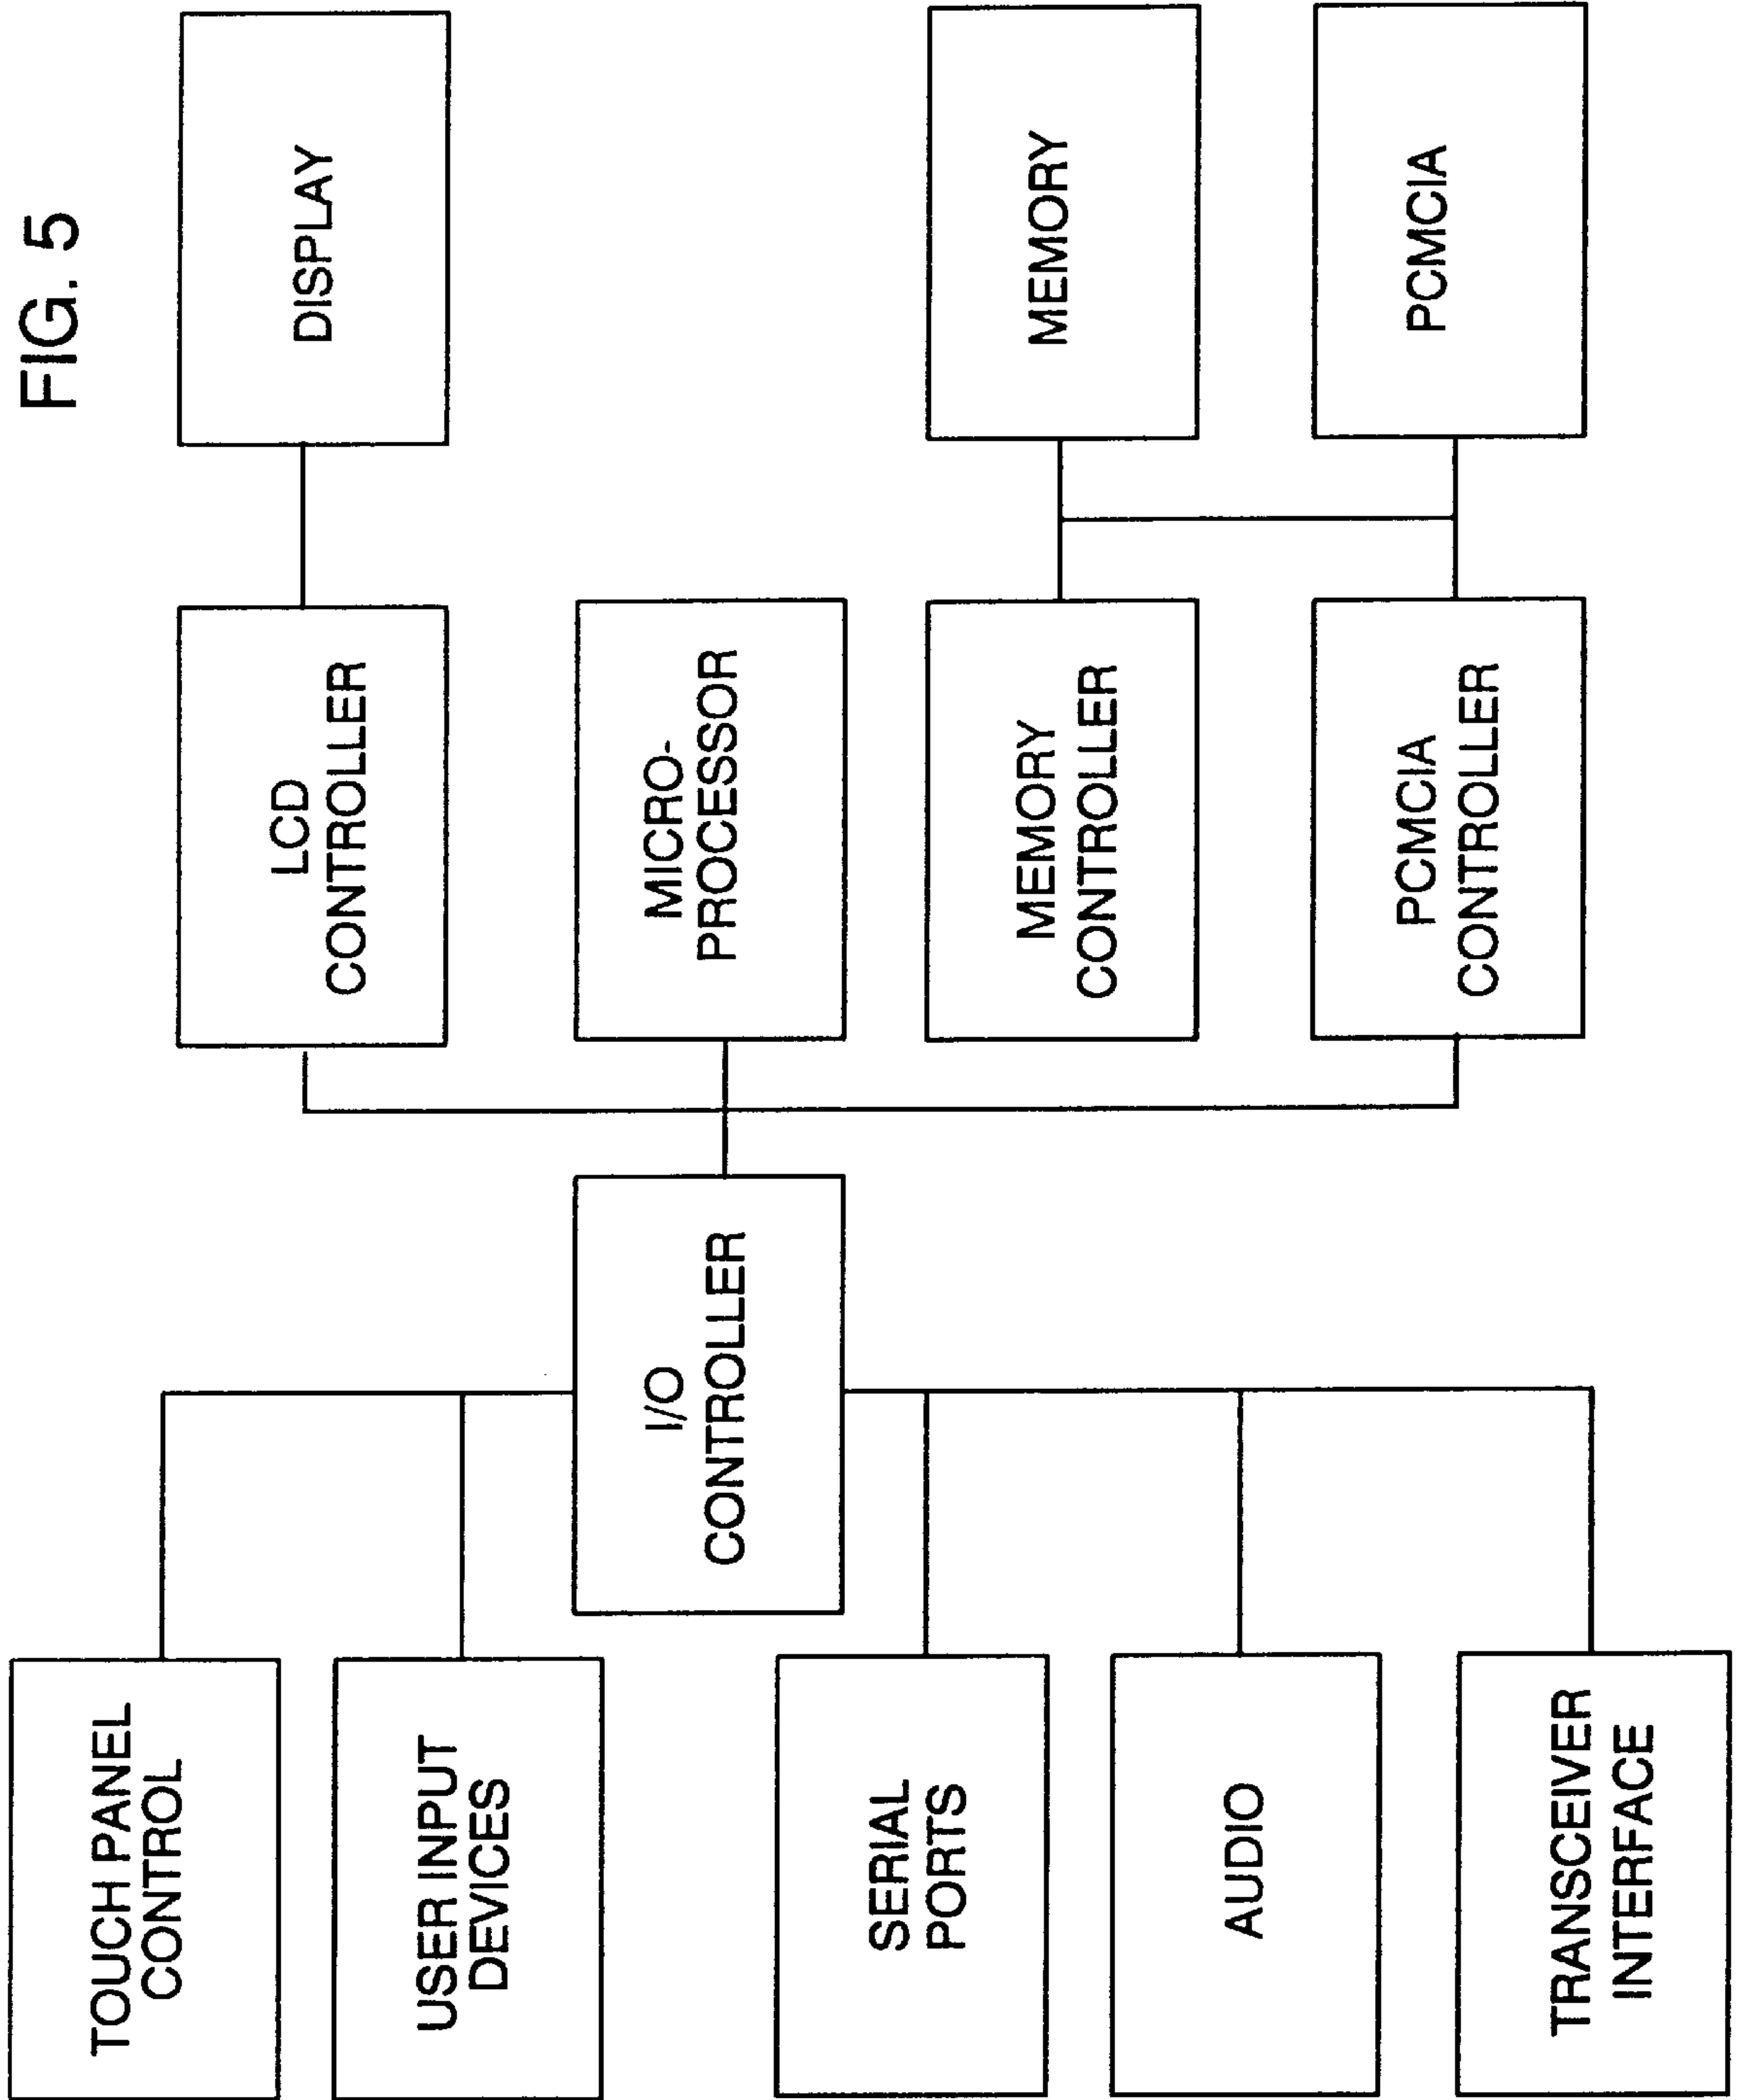 FIG. 5
TOUCH PANEL
CONTROL
USER INPUT
DEVICES
SERIAL
PORTS
AUDIO
TRANSCEIVER
INTERFACE
I/O
CONTROLLER
LCD
CONTROLLER
MICRO-
PROCESSOR
MEMORY
CONTROLLER
PCMCIA
CONTROLLER
DISPLAY
MEMORY
PCMCIA